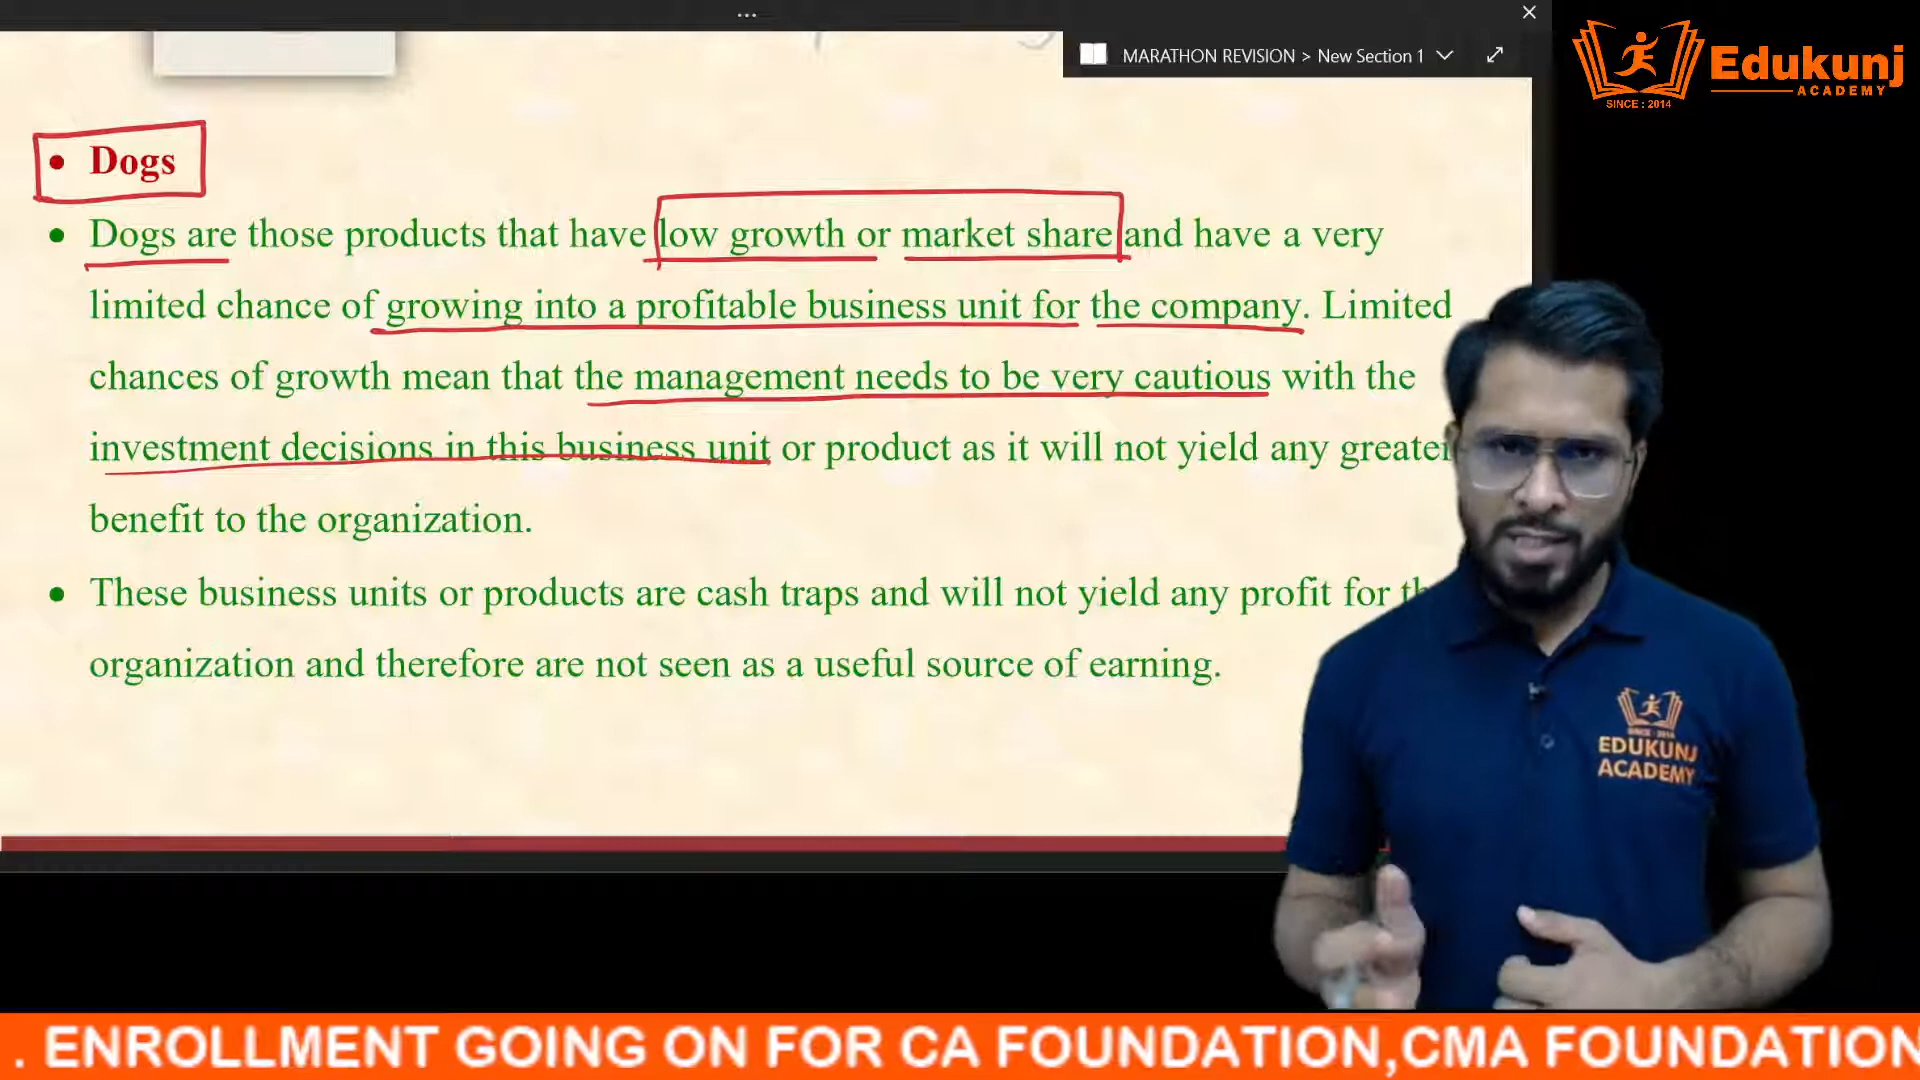 ...
MARATHON REVISION > New Section 1
Edukunj
ACADEMY
SINCE : 2014
• Dogs
• Dogs are those products that have low growth or market share and have a very
limited chance of growing into a profitable business unit for the company. Limited
chances of growth mean that the management needs to be very cautious with the
investment decisions in this business unit or product as it will not yield any greater
benefit to the organization.
• These business units or products are cash traps and will not yield any profit for
organization and therefore are not seen as a useful source of earning.
SINCE : 2014
EDUKUNJ
ACADEMY
. ENROLLMENT GOING ON FOR CA FOUNDATION,CMA FOUNDATION